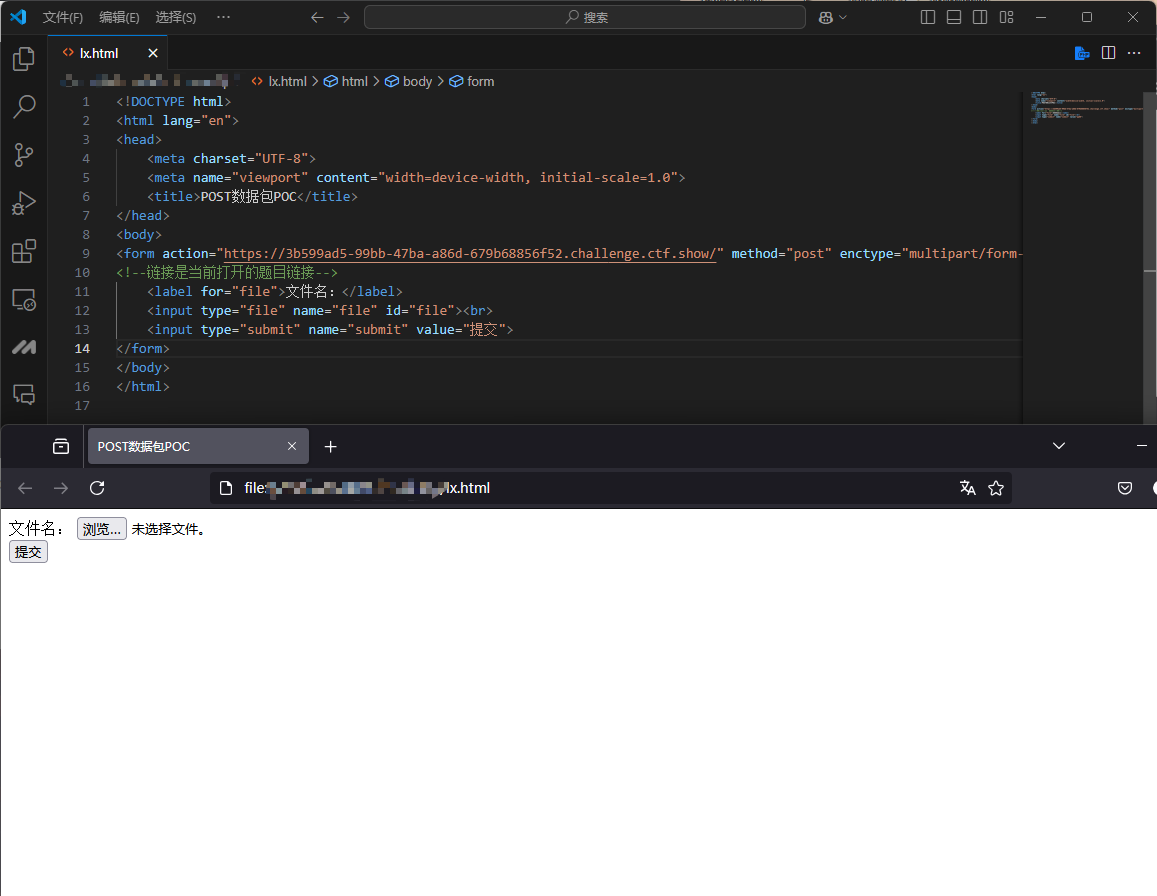 文件(F) 编辑(E) 选择(S) ··· 搜索
lx.html
lx.html > html > body > form
1 <!DOCTYPE html>
2 <html lang="en">
3 <head>
4 <meta charset="UTF-8">
5 <meta name="viewport" content="width=device-width, initial-scale=1.0">
6 <title>POST数据包POC</title>
7 </head>
8 <body>
9 <form action="https://3b599ad5-99bb-47ba-a86d-679b68856f52.challenge.ctf.show/" method="post" enctype="multipart/form-
10 <!--链接是当前打开的题目链接-->
11 <label for="file">文件名：</label>
12 <input type="file" name="file" id="file"><br>
13 <input type="submit" name="submit" value="提交">
14 </form>
15 </body>
16 </html>
17
POST数据包POC
file: lx.html
文件名： 浏览... 未选择文件。
提交